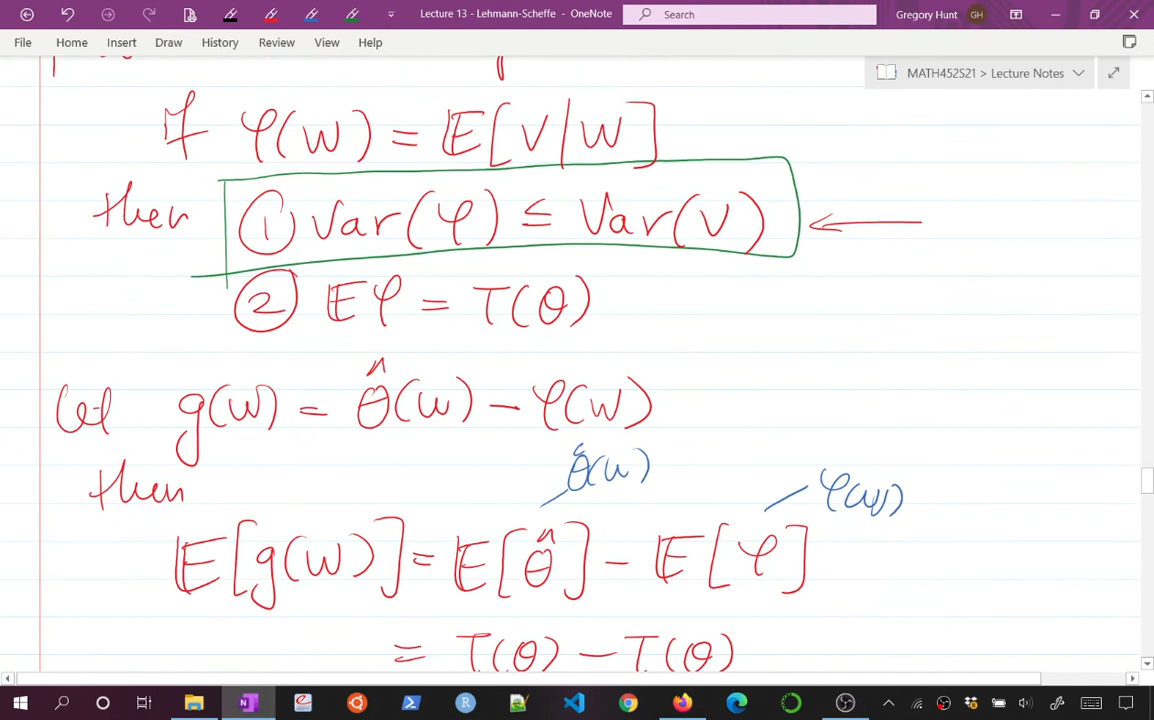 Lecture 13 - Lehmann-Scheffe - OneNote
Search
Gregory Hunt GH
File Home Insert Draw History Review View Help
MATH452S21 > Lecture Notes
If φ(W) = E[V|W]
then ① Var(φ) ≤ Var(V)
② Eφ = T(θ)
let g(W) = θ̂(W) − φ(W)
then θ̂(W)
φ(W)
E[g(W)] = E[θ̂] − E[φ]
= T(θ) − T(θ)